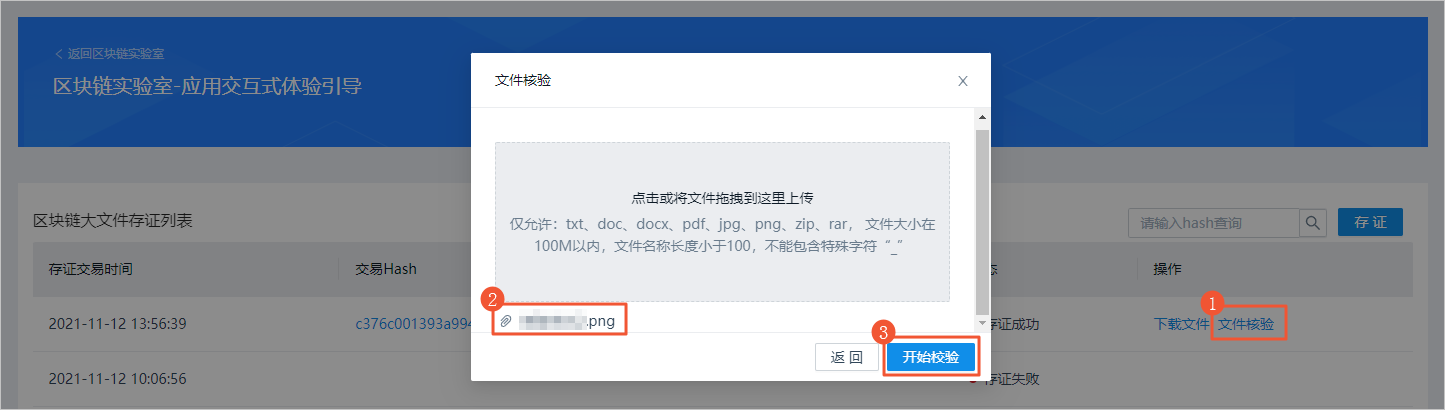 返回区块链实验室
区块链实验室-应用交互式体验引导
文件核验
点击或将文件拖拽到这里上传
仅允许：txt、doc、docx、pdf、jpg、png、zip、rar， 文件大小在
100M以内，文件名称长度小于100，不能包含特殊字符“_”
2
.png
3
返 回
开始校验
区块链大文件存证列表
请输入hash查询
存 证
存证交易时间
交易Hash
操作
1
2021-11-12 13:56:39
c376c001393a994
存证成功
下载文件
文件核验
2021-11-12 10:06:56
存证失败